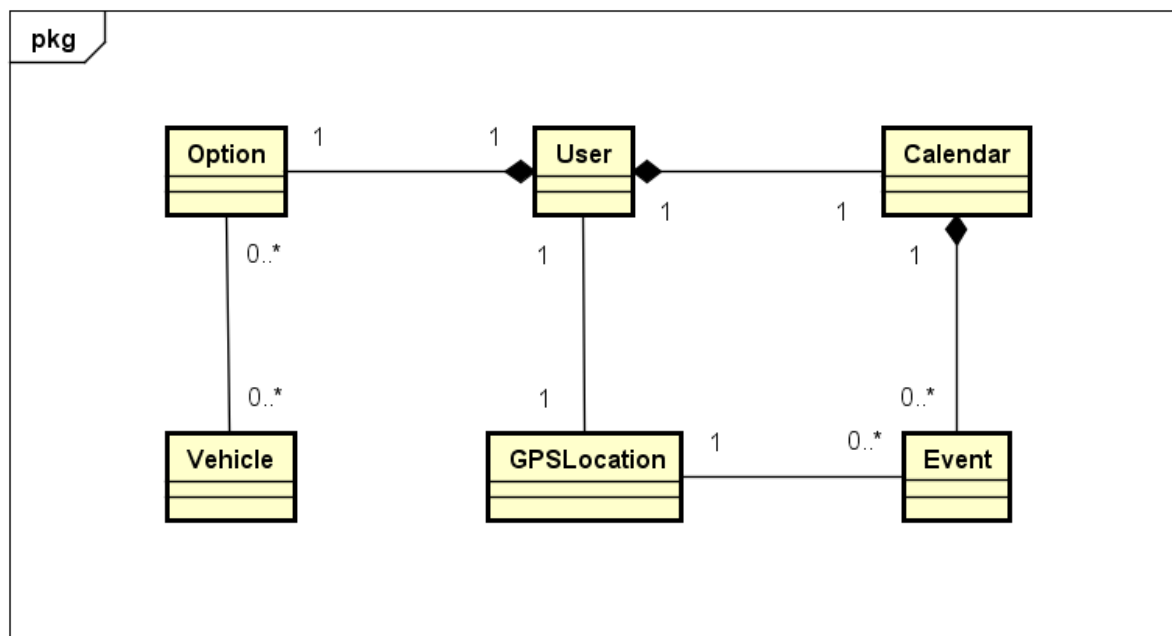 pkg
Option
1
1
User
Calendar
1
1
0..*
1
1
0..*
1
0..*
Vehicle
GPSLocation
1
0..*
Event